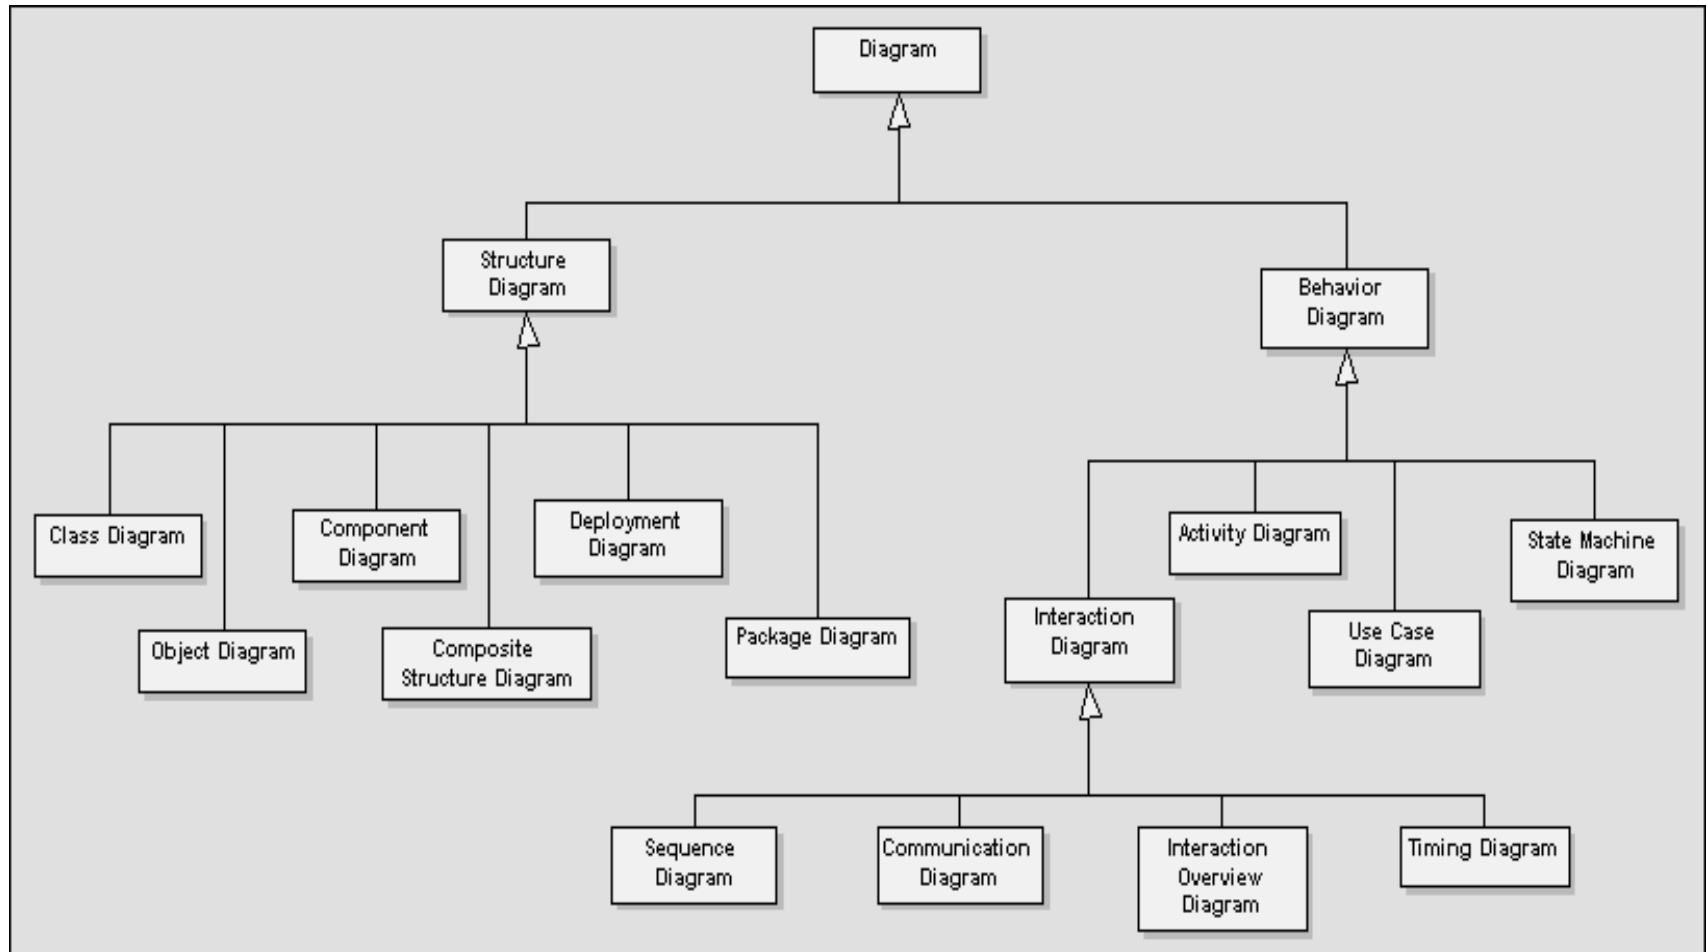 Diagram
Structure
Diagram
Behavior
Diagram
Class Diagram
Object Diagram
Component
Diagram
Composite
Structure Diagram
Deployment
Diagram
Package Diagram
Interaction
Diagram
Activity Diagram
Use Case
Diagram
State Machine
Diagram
Sequence
Diagram
Communication
Diagram
Interaction
Overview
Diagram
Timing Diagram